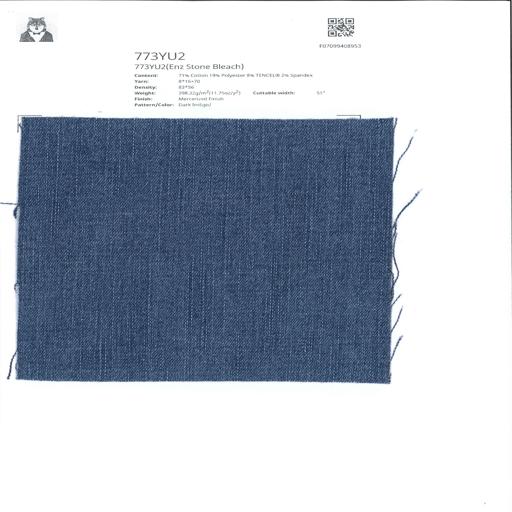 F07099408953
773YU2
773YU2(Enz Stone Bleach)
Content: 71% Cotton 19% Polyester 8% TENCEL® 2% Spandex
Yarn: 8*16+70
Density: 83*56
Weight: 398.32g/m²(11.75oz/y²) Cuttable width: 51"
Finish: Mercerized Finish
Pattern/Color: Dark Indigo/